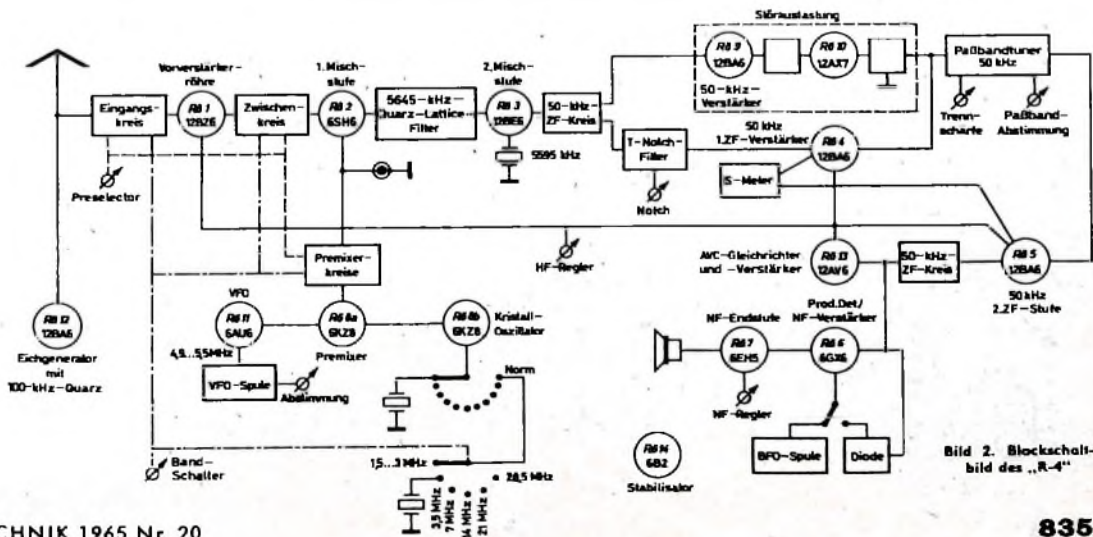 Störaustastung
Rö 9
12BA6
Rö 10
12AX7
50-kHz-
Verstärker
Paßbandtuner
50 kHz
Trenn-
schärfe
Paßband-
Abstimmung
Vorverstärker-
röhre
1. Misch-
stufe
2. Misch-
stufe
Eingangs-
kreis
Rö 1
12BZ6
Zwischen-
kreis
Rö 2
6SH6
5645-kHz-
Quarz-Lattice-
Filter
Rö 3
12BE6
50-kHz-
ZF-Kreis
5595 kHz
T-Notch-
Filter
Notch
50 kHz
1. ZF-Verstärker
Rö 4
12BA6
S-Meter
Preselector
HF-Regler
Premixer-
kreise
AVC-Gleichrichter
und -Verstärker
Rö 13
12AV6
50-kHz-
ZF-Kreis
Rö 5
12BA6
50 kHz
2. ZF-Stufe
Rö 12
12BA6
Eichgenerator
mit
100-kHz-Quarz
VFO
Rö 11
6AU6
Rö 8a
6KZ8
Premixer
Rö 8b
6KZ8
Kristall-
Oszillator
4,9...5,5MHz
VFO-Spule
Abstimmung
Norm
NF-Endstufe
Rö 7
6EH5
NF-Regler
Prod.Det/
NF-Verstärker
Rö 6
6GX6
BFO-Spule
Diode
Rö 14
6B2
Stabilisator
Band-
Schalter
1,5...3 MHz
28,5 MHz
3,5 MHz
7 MHz
14 MHz
21 MHz
Bild 2. Blockschalt-
bild des „R-4"
CHNIK 1965 Nr. 20
835